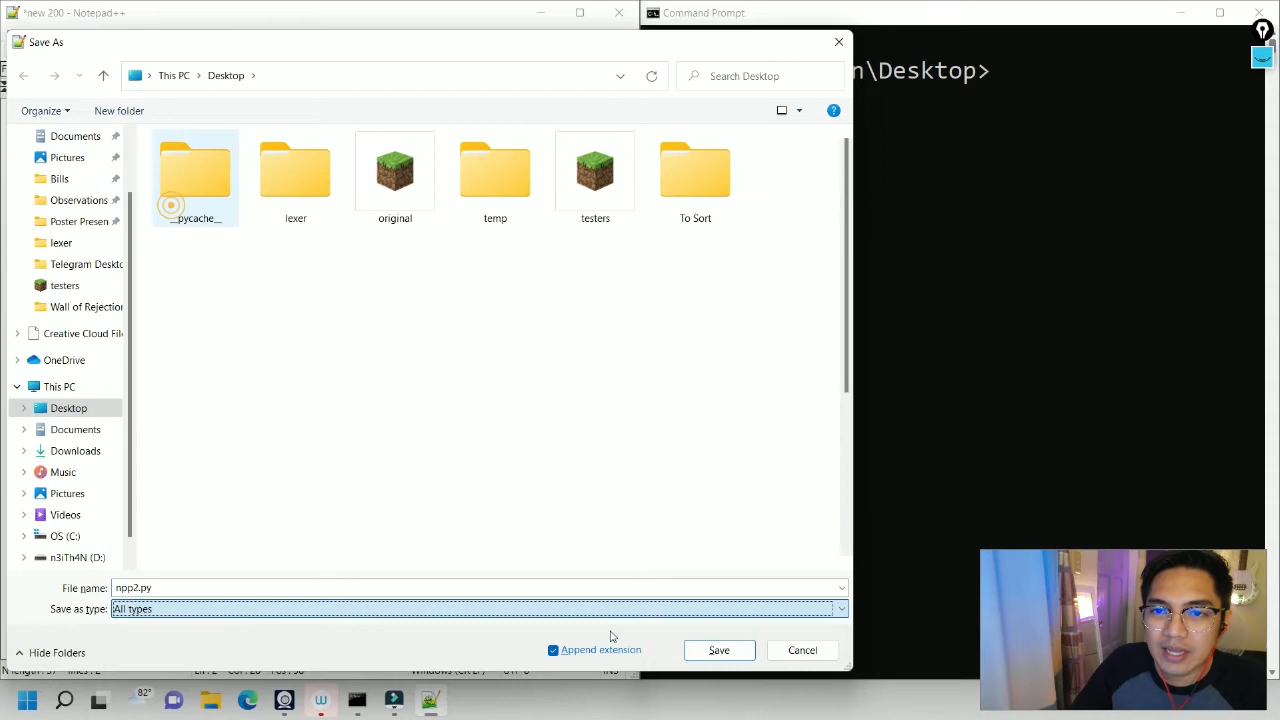 *new 200 - Notepad++
Command Prompt
Save As
This PC
Desktop
Search Desktop
n\Desktop>
Organize
New folder
Documents
Pictures
Bills
Observations
Poster Presen
lexer
Telegram Deskto
testers
Wall of Rejection
Creative Cloud File
OneDrive
This PC
Desktop
Documents
Downloads
Music
Pictures
Videos
OS (C:)
n3iTh4N (D:)
__pycache__
lexer
original
temp
testers
To Sort
File name:
npp2.py
Save as type:
All types
Hide Folders
Append extension
Save
Cancel
82°